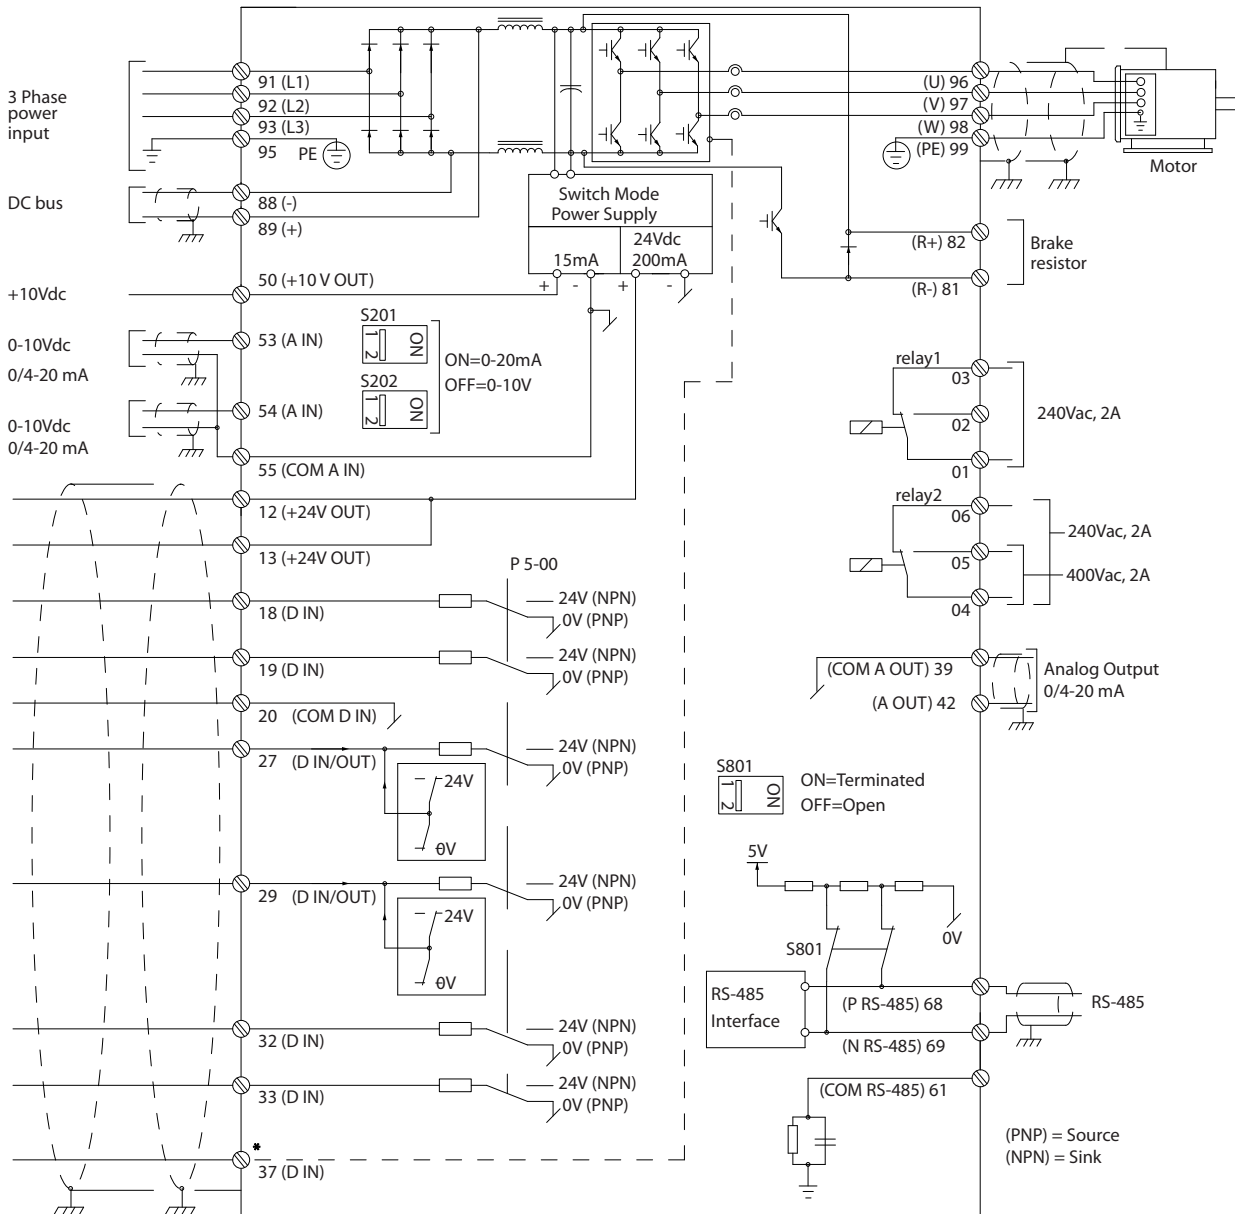 3 Phase
power
input
91 (L1)
92 (L2)
93 (L3)
95
PE
DC bus
88 (-)
89 (+)
+10Vdc
50 (+10 V OUT)
0-10Vdc
0/4-20 mA
53 (A IN)
0-10Vdc
0/4-20 mA
54 (A IN)
55 (COM A IN)
12 (+24V OUT)
13 (+24V OUT)
18 (D IN)
19 (D IN)
20 (COM D IN)
27 (D IN/OUT)
24V
0V
29 (D IN/OUT)
24V
0V
32 (D IN)
33 (D IN)
*
37 (D IN)
S201
1
2
ON
S202
1
2
ON
ON=0-20mA
OFF=0-10V
Switch Mode
Power Supply
24Vdc
15mA
200mA
+
-
+
-
P 5-00
24V (NPN)
0V (PNP)
24V (NPN)
0V (PNP)
24V (NPN)
0V (PNP)
24V (NPN)
0V (PNP)
24V (NPN)
0V (PNP)
24V (NPN)
0V (PNP)
(U) 96
(V) 97
(W) 98
(PE) 99
Motor
(R+) 82
Brake
resistor
(R-) 81
relay1
03
02
01
240Vac, 2A
relay2
06
05
04
240Vac, 2A
400Vac, 2A
(COM A OUT) 39
(A OUT) 42
Analog Output
0/4-20 mA
S801
1
2
ON
ON=Terminated
OFF=Open
5V
0V
S801
RS-485
Interface
(P RS-485) 68
(N RS-485) 69
(COM RS-485) 61
RS-485
(PNP) = Source
(NPN) = Sink